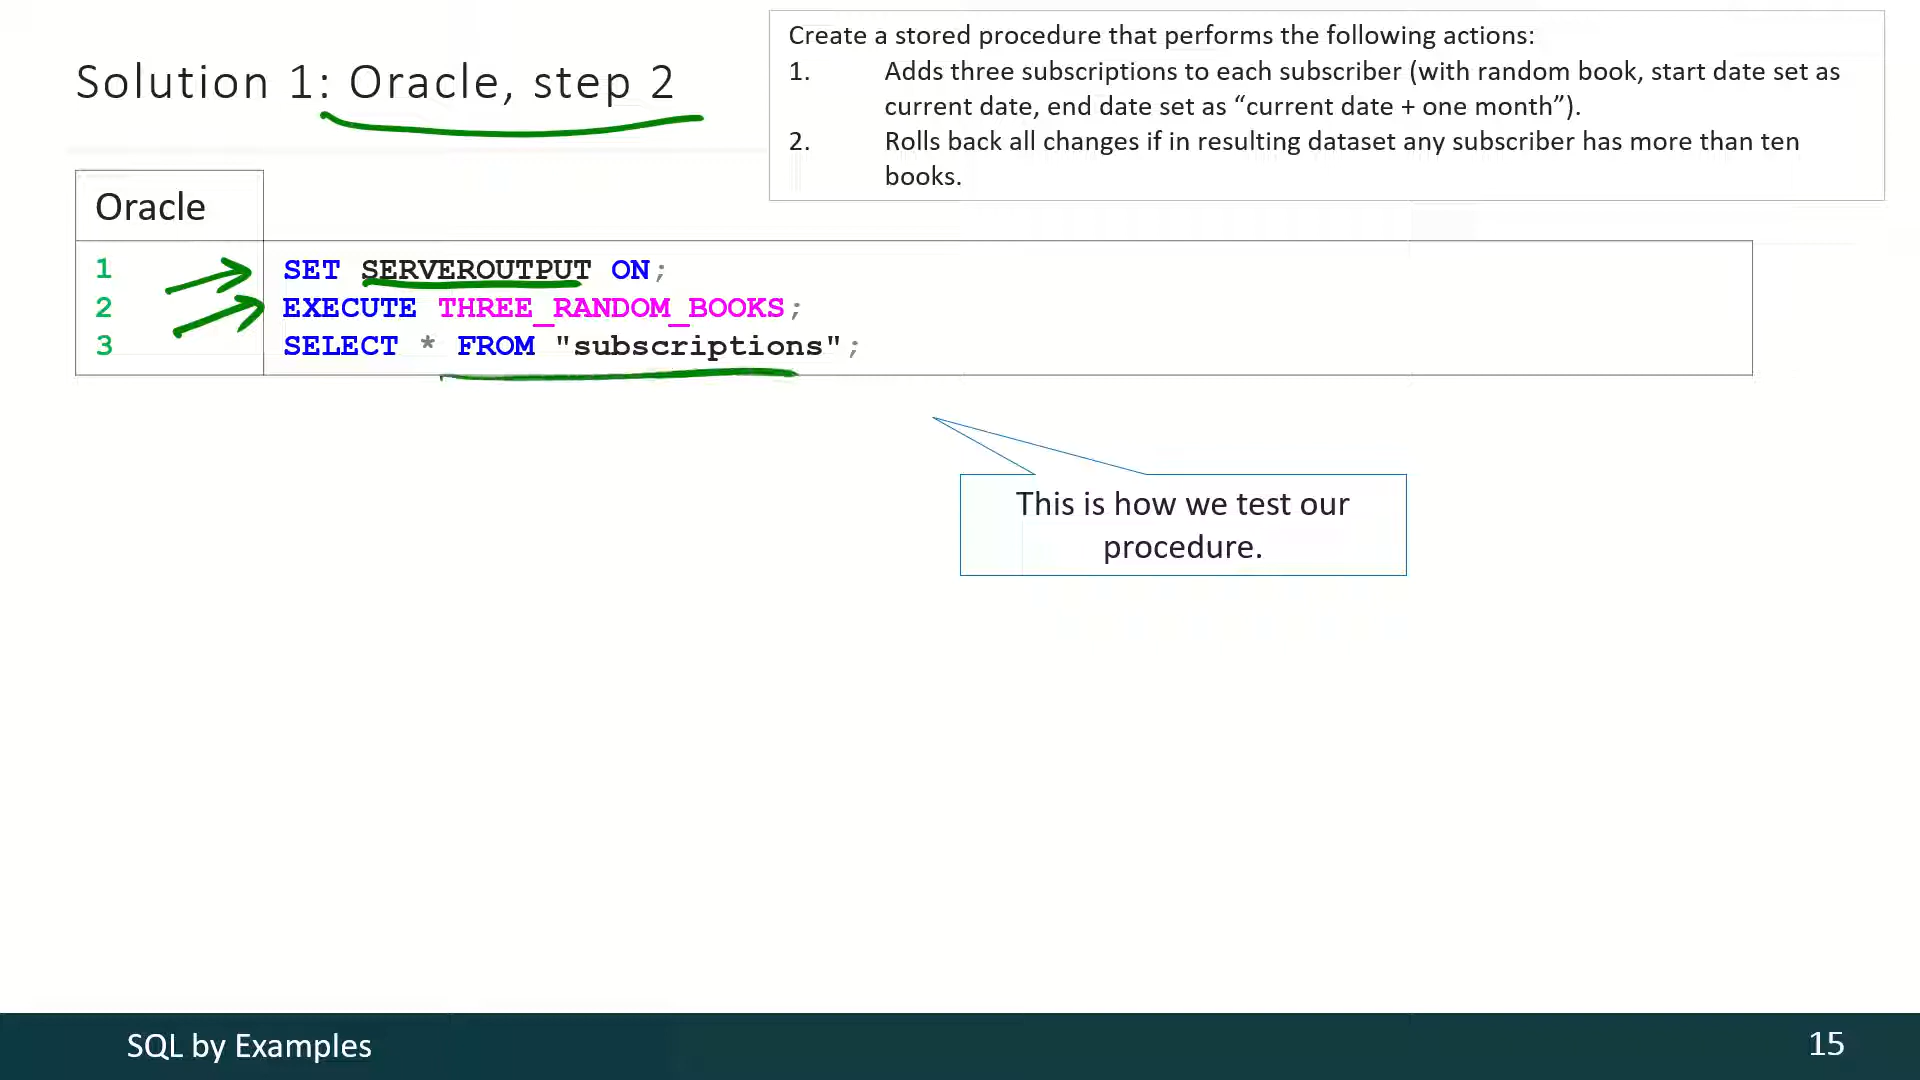 Solution 1: Oracle, step 2
Create a stored procedure that performs the following actions:
1. Adds three subscriptions to each subscriber (with random book, start date set as
current date, end date set as “current date + one month”).
2. Rolls back all changes if in resulting dataset any subscriber has more than ten
books.
Oracle
1 SET SERVEROUTPUT ON;
2 EXECUTE THREE_RANDOM_BOOKS;
3 SELECT * FROM "subscriptions";
This is how we test our
procedure.
SQL by Examples
15